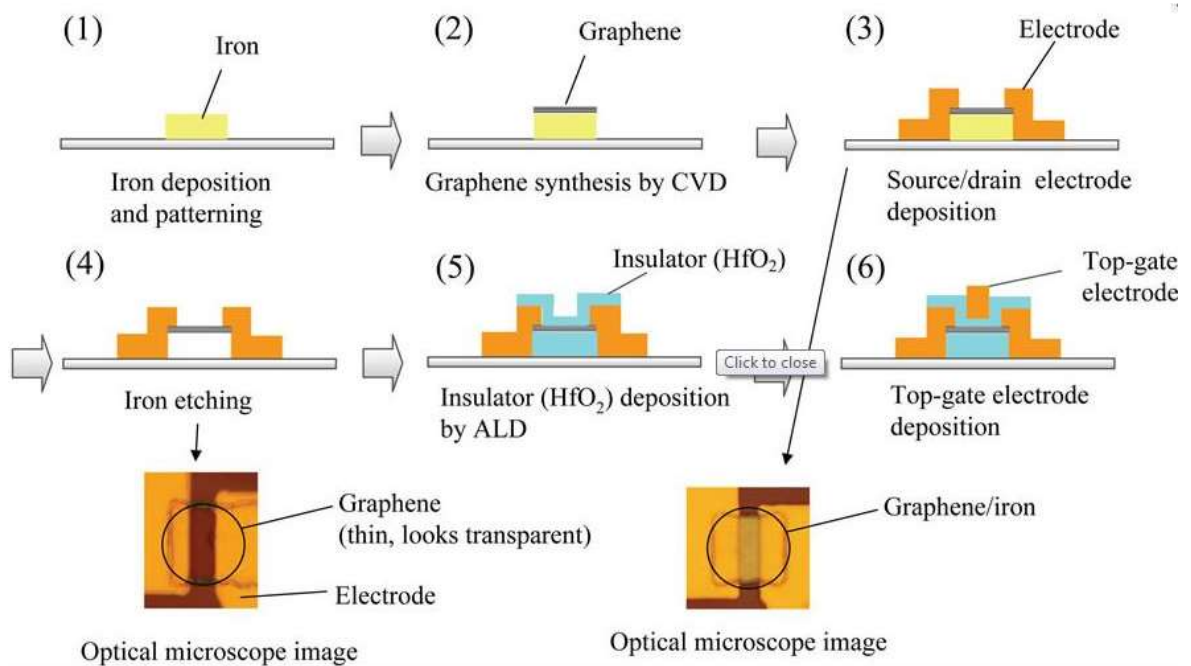 (1)
Iron
Iron deposition
and patterning
(2)
Graphene
Graphene synthesis by CVD
(3)
Electrode
Source/drain electrode
deposition
(4)
Iron etching
(5)
Insulator (HfO₂)
Insulator (HfO₂) deposition
by ALD
Click to close
(6)
Top-gate
electrode
Top-gate electrode
deposition
Graphene
(thin, looks transparent)
Electrode
Optical microscope image
Graphene/iron
Optical microscope image